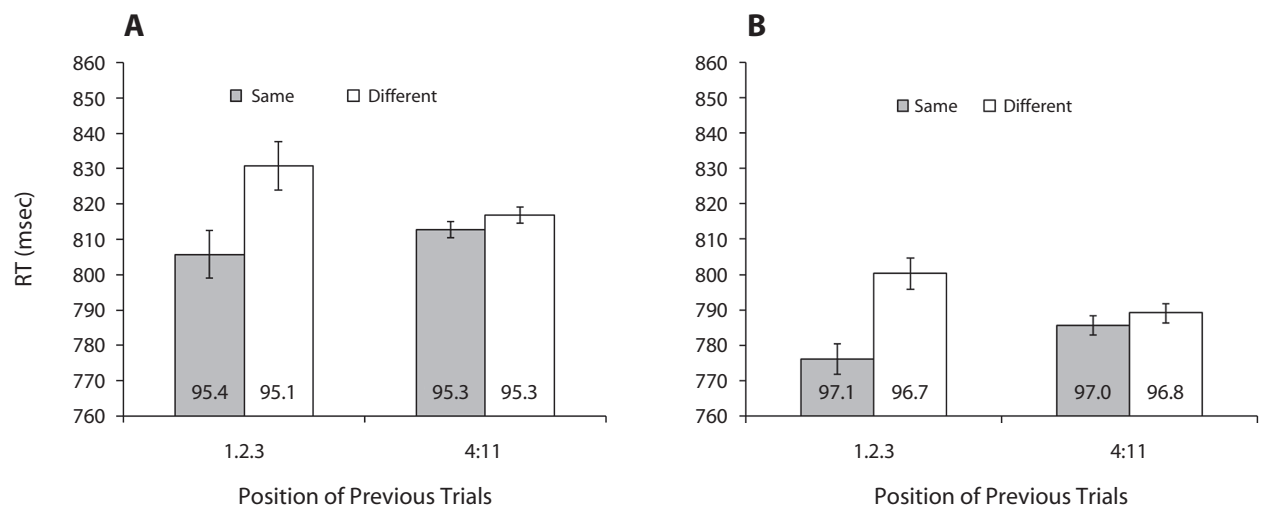 A
860
850
840
830
820
810
800
790
780
770
760
RT (msec)
Same Different
95.4 95.1 95.3 95.3
1.2.3 4:11
Position of Previous Trials
B
860
850
840
830
820
810
800
790
780
770
760
Same Different
97.1 96.7 97.0 96.8
1.2.3 4:11
Position of Previous Trials